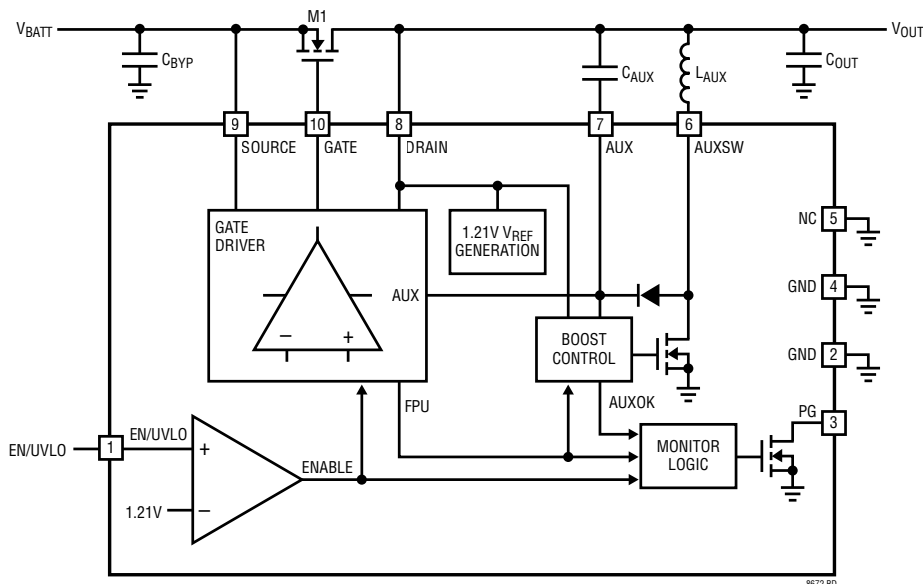 M1
VBATT
VOUT
CBYP
CAUX
LAUX
COUT
9
10
8
7
6
SOURCE
GATE
DRAIN
AUX
AUXSW
GATE
DRIVER
1.21V VREF
GENERATION
NC
5
AUX
GND
4
BOOST
CONTROL
−
+
GND
2
FPU
AUXOK
PG
3
EN/UVLO
1
EN/UVLO
+
MONITOR
LOGIC
ENABLE
1.21V
−
8672 BD